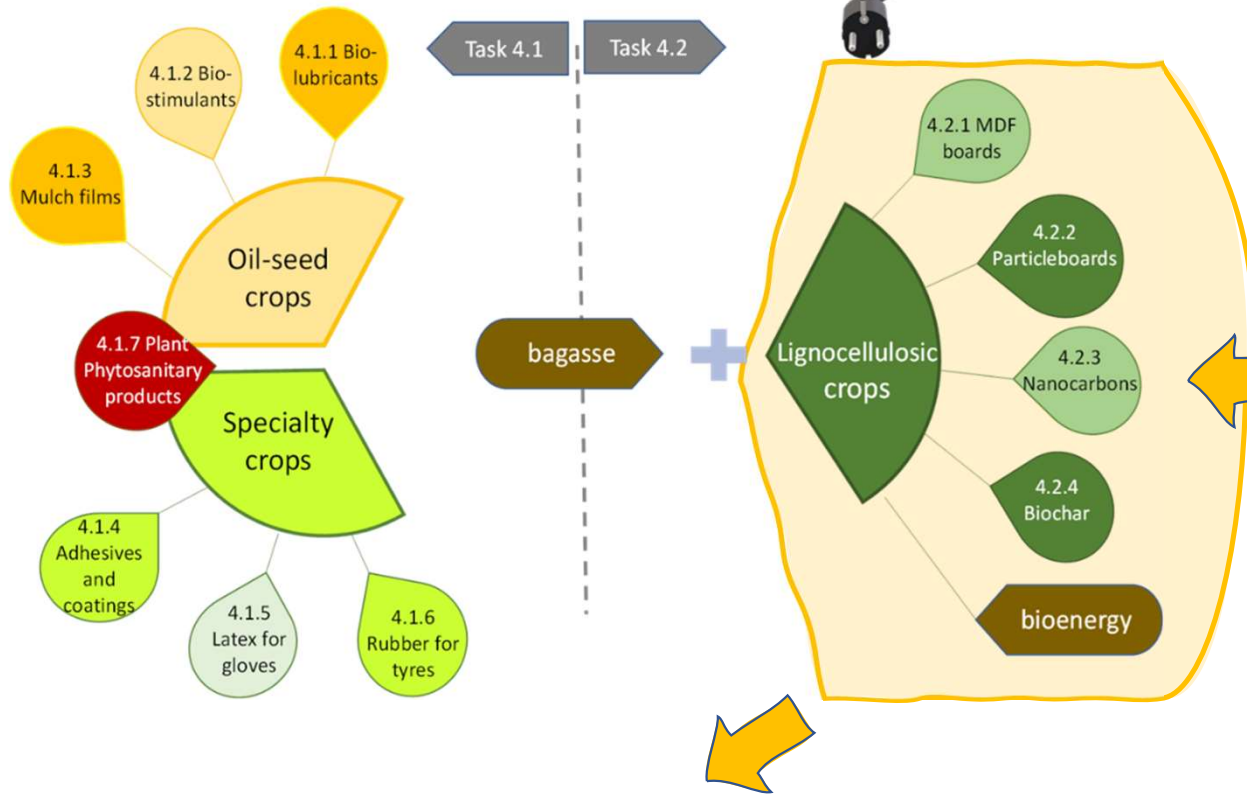 Task 4.1
Task 4.2
4.1.1 Bio-
lubricants
4.1.2 Bio-
stimulants
4.1.3
Mulch films
Oil-seed
crops
4.1.7 Plant
Phytosanitary
products
Specialty
crops
4.1.4
Adhesives
and
coatings
4.1.5
Latex for
gloves
4.1.6
Rubber for
tyres
bagasse
Lignocellulosic
crops
4.2.1 MDF
boards
4.2.2
Particleboards
4.2.3
Nanocarbons
4.2.4
Biochar
bioenergy